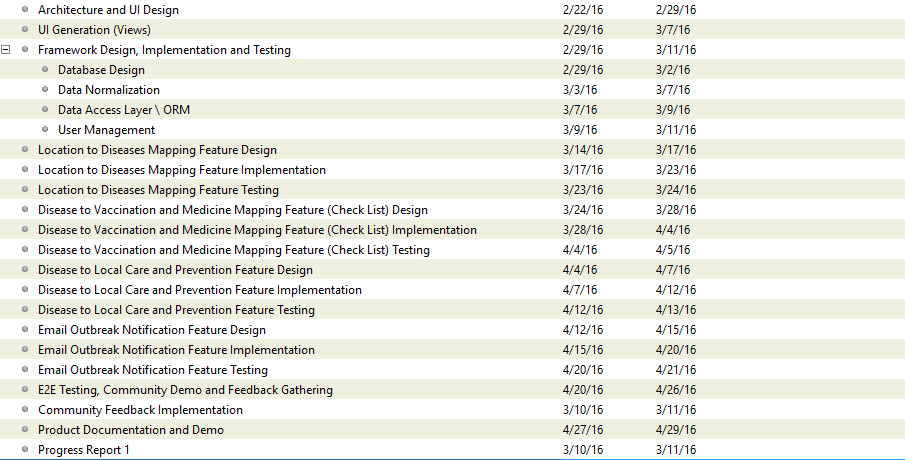 Architecture and UI Design 2/22/16 2/29/16
UI Generation (Views) 2/29/16 3/7/16
Framework Design, Implementation and Testing 2/29/16 3/11/16
Database Design 2/29/16 3/2/16
Data Normalization 3/3/16 3/7/16
Data Access Layer \ ORM 3/7/16 3/9/16
User Management 3/9/16 3/11/16
Location to Diseases Mapping Feature Design 3/14/16 3/17/16
Location to Diseases Mapping Feature Implementation 3/17/16 3/23/16
Location to Diseases Mapping Feature Testing 3/23/16 3/24/16
Disease to Vaccination and Medicine Mapping Feature (Check List) Design 3/24/16 3/28/16
Disease to Vaccination and Medicine Mapping Feature (Check List) Implementation 3/28/16 4/4/16
Disease to Vaccination and Medicine Mapping Feature (Check List) Testing 4/4/16 4/5/16
Disease to Local Care and Prevention Feature Design 4/4/16 4/7/16
Disease to Local Care and Prevention Feature Implementation 4/7/16 4/12/16
Disease to Local Care and Prevention Feature Testing 4/12/16 4/13/16
Email Outbreak Notification Feature Design 4/12/16 4/15/16
Email Outbreak Notification Feature Implementation 4/15/16 4/20/16
Email Outbreak Notification Feature Testing 4/20/16 4/21/16
E2E Testing, Community Demo and Feedback Gathering 4/20/16 4/26/16
Community Feedback Implementation 3/10/16 3/11/16
Product Documentation and Demo 4/27/16 4/29/16
Progress Report 1 3/10/16 3/11/16